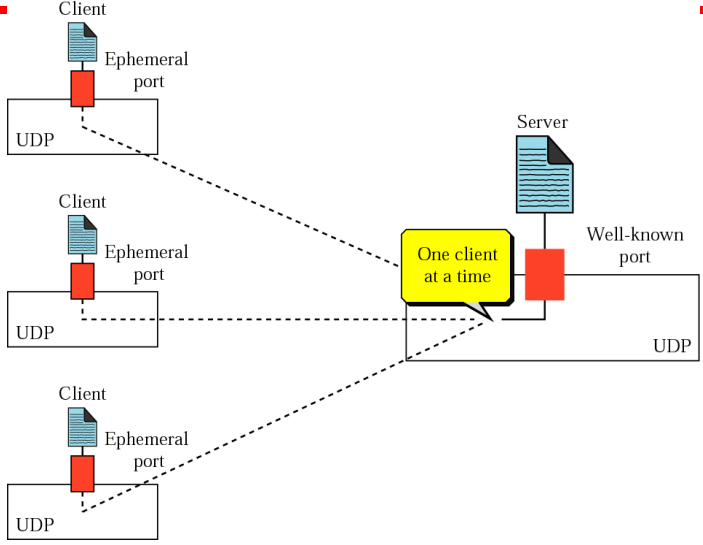 Client
Ephemeral
port
UDP
Client
Ephemeral
port
UDP
Client
Ephemeral
port
UDP
Server
Well-known
port
One client
at a time
UDP